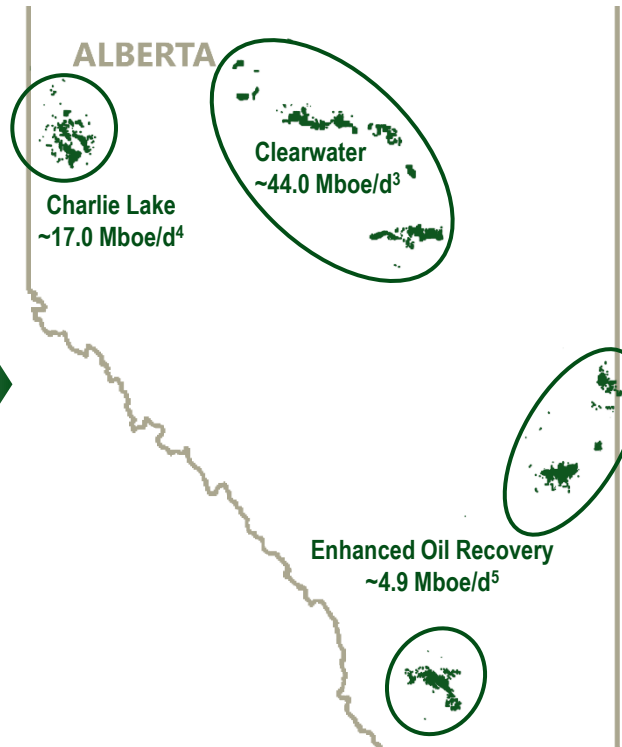 ALBERTA
Clearwater
~44.0 Mboe/d³
Charlie Lake
~17.0 Mboe/d⁴
Enhanced Oil Recovery
~4.9 Mboe/d⁵